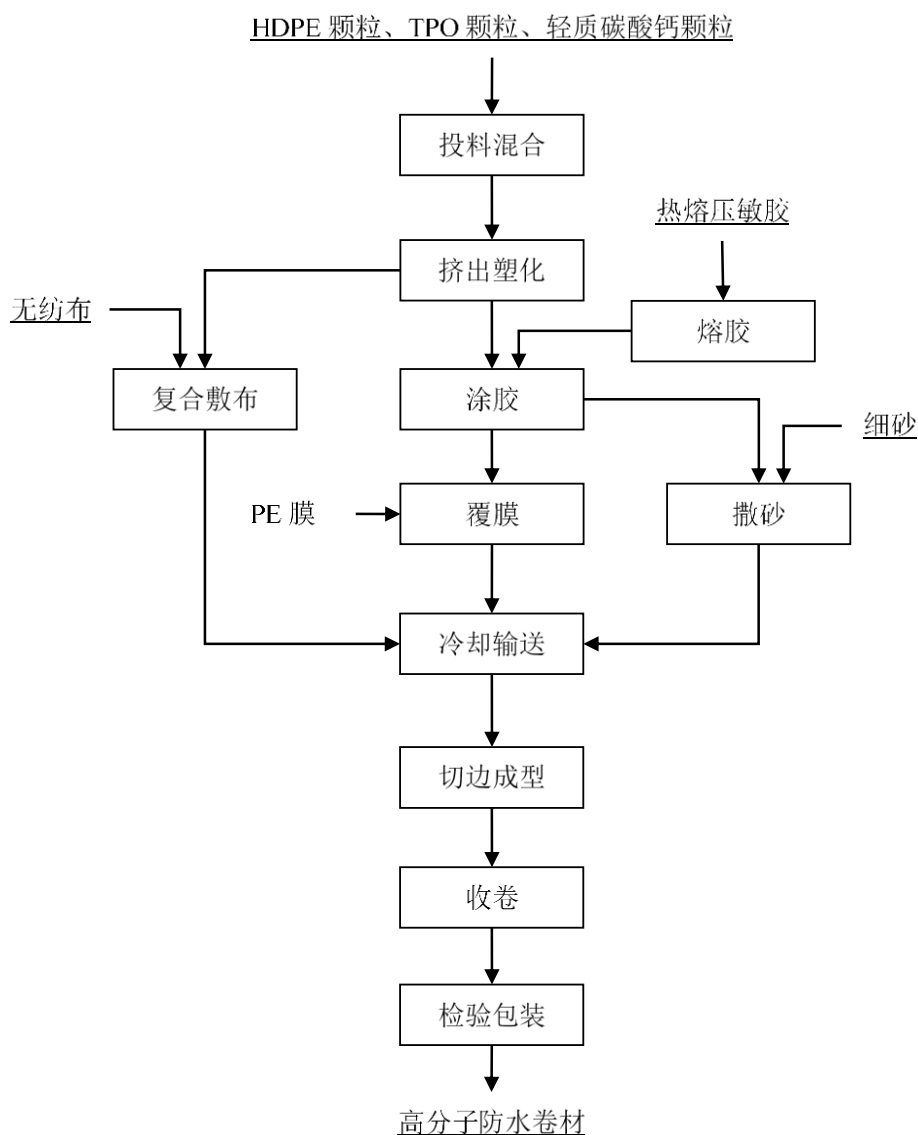 HDPE 颗粒、TPO 颗粒、轻质碳酸钙颗粒
投料混合
热熔压敏胶
挤出塑化
无纺布
熔胶
复合敷布
涂胶
细砂
PE 膜
覆膜
撒砂
冷却输送
切边成型
收卷
检验包装
高分子防水卷材